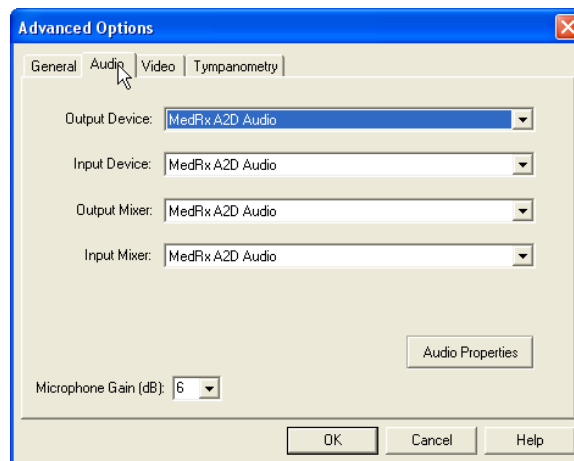 Advanced Options
General Audio Video Tympanometry
Output Device: MedRx A2D Audio
Input Device: MedRx A2D Audio
Output Mixer: MedRx A2D Audio
Input Mixer: MedRx A2D Audio
Audio Properties
Microphone Gain (dB): 6
OK Cancel Help